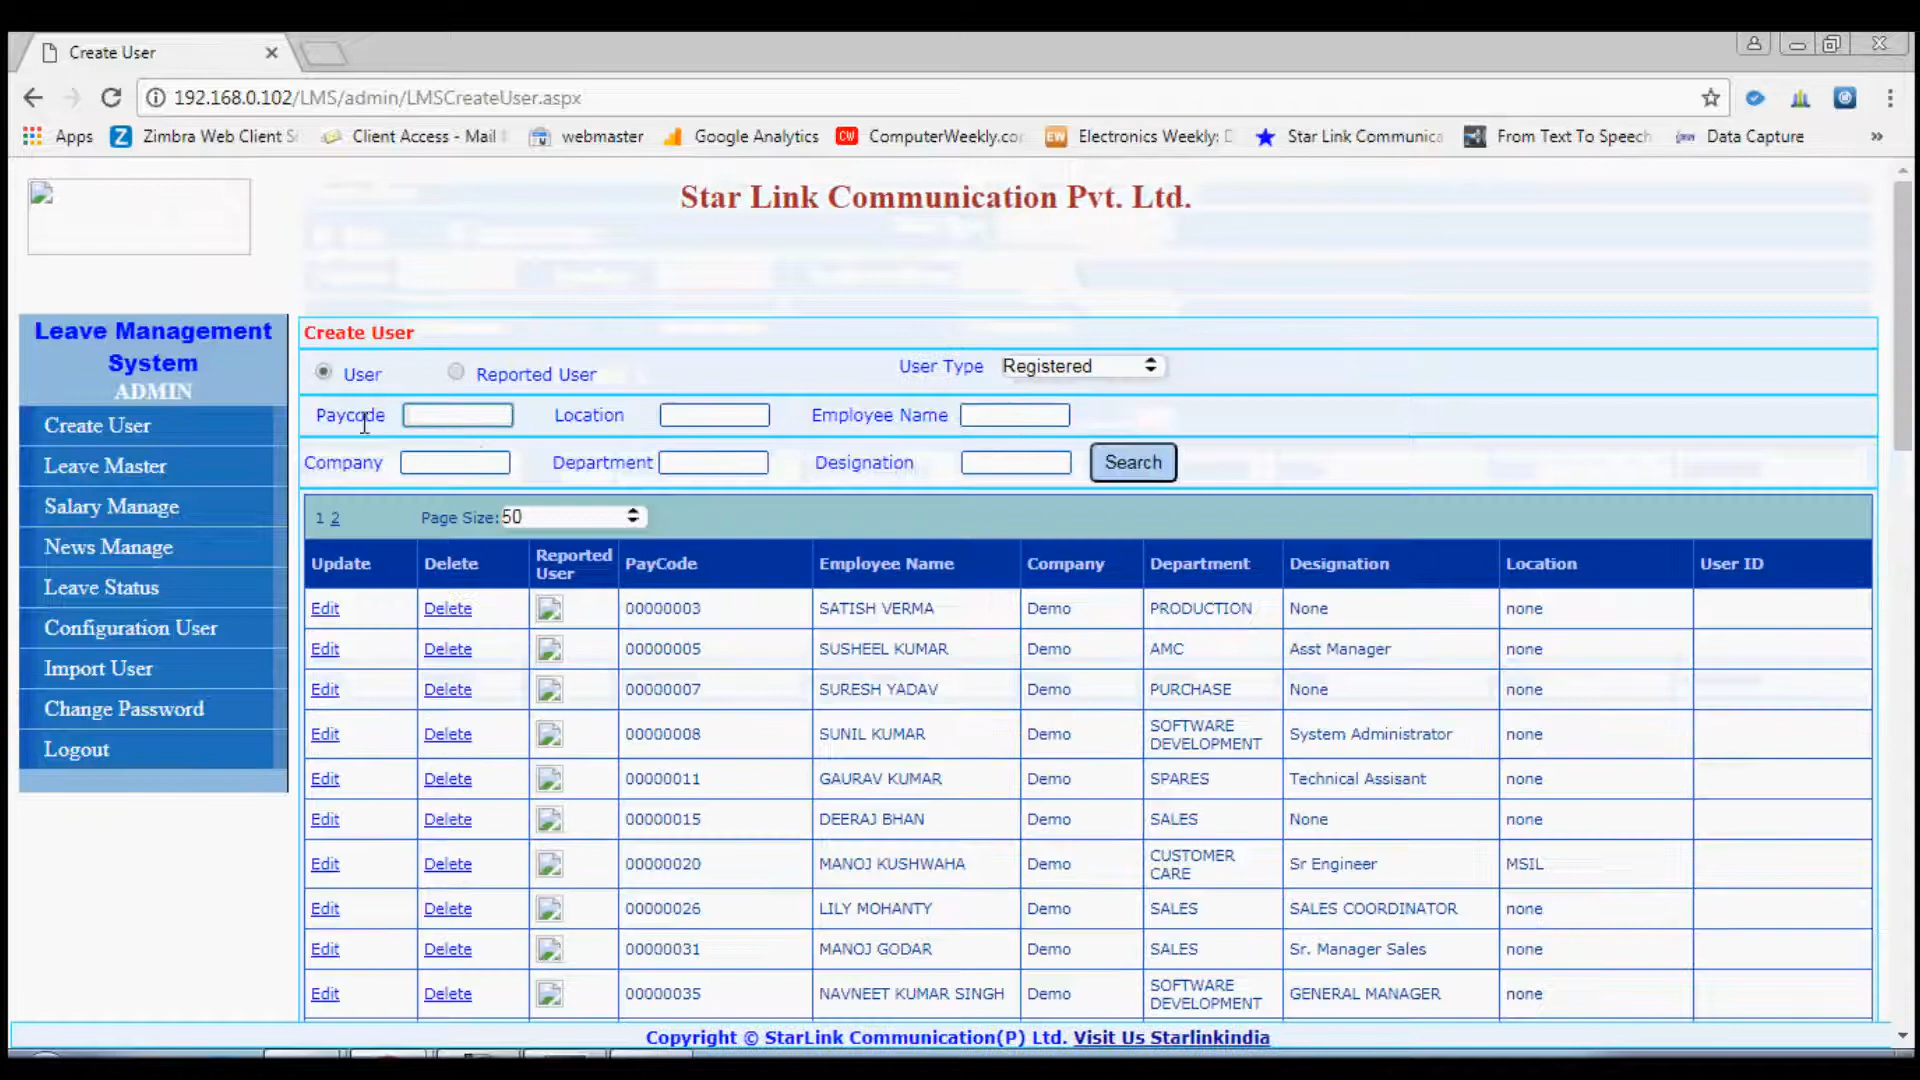 Create User
192.168.0.102/LMS/admin/LMSCreateUser.aspx
Apps Zimbra Web Client Client Access - Mail webmaster Google Analytics CW ComputerWeekly.co EW Electronics Weekly: Star Link Communica From Text To Speech Data Capture »
Star Link Communication Pvt. Ltd.
Leave Management
System
ADMIN
Create User
Leave Master
Salary Manage
News Manage
Leave Status
Configuration User
Import User
Change Password
Logout
Create User
User Reported User User Type Registered
Paycode Location Employee Name
Company Department Designation Search
1 2 Page Size: 50
Update Delete Reported User PayCode Employee Name Company Department Designation Location User ID
Edit Delete 00000003 SATISH VERMA Demo PRODUCTION None none
Edit Delete 00000005 SUSHEEL KUMAR Demo AMC Asst Manager none
Edit Delete 00000007 SURESH YADAV Demo PURCHASE None none
Edit Delete 00000008 SUNIL KUMAR Demo SOFTWARE DEVELOPMENT System Administrator none
Edit Delete 00000011 GAURAV KUMAR Demo SPARES Technical Assisant none
Edit Delete 00000015 DEERAJ BHAN Demo SALES None none
Edit Delete 00000020 MANOJ KUSHWAHA Demo CUSTOMER CARE Sr Engineer MSIL
Edit Delete 00000026 LILY MOHANTY Demo SALES SALES COORDINATOR none
Edit Delete 00000031 MANOJ GODAR Demo SALES Sr. Manager Sales none
Edit Delete 00000035 NAVNEET KUMAR SINGH Demo SOFTWARE DEVELOPMENT GENERAL MANAGER none
Copyright © StarLink Communication(P) Ltd. Visit Us Starlinkindia